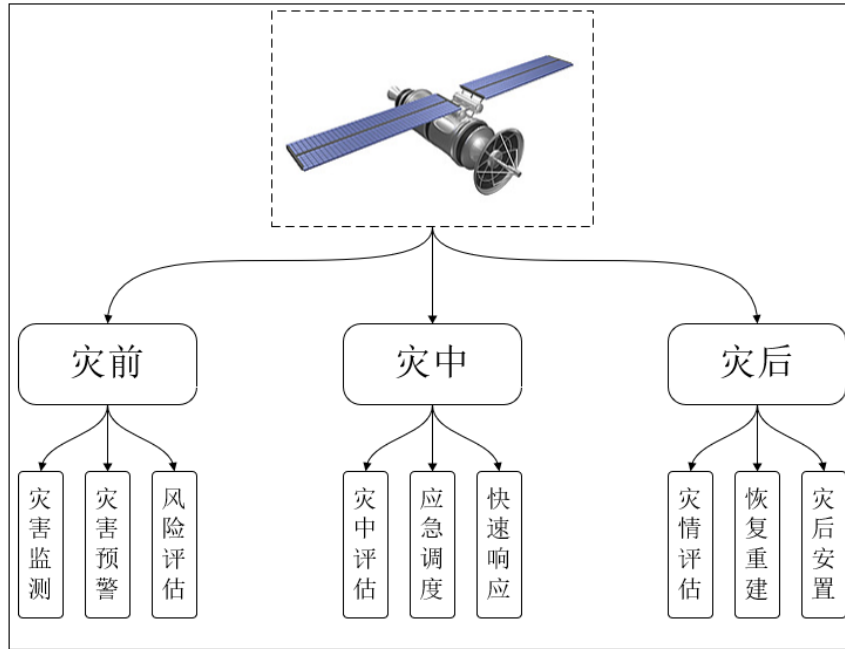 灾前
灾中
灾后
灾害监测
灾害预警
风险评估
灾中评估
应急调度
快速响应
灾情评估
恢复重建
灾后安置